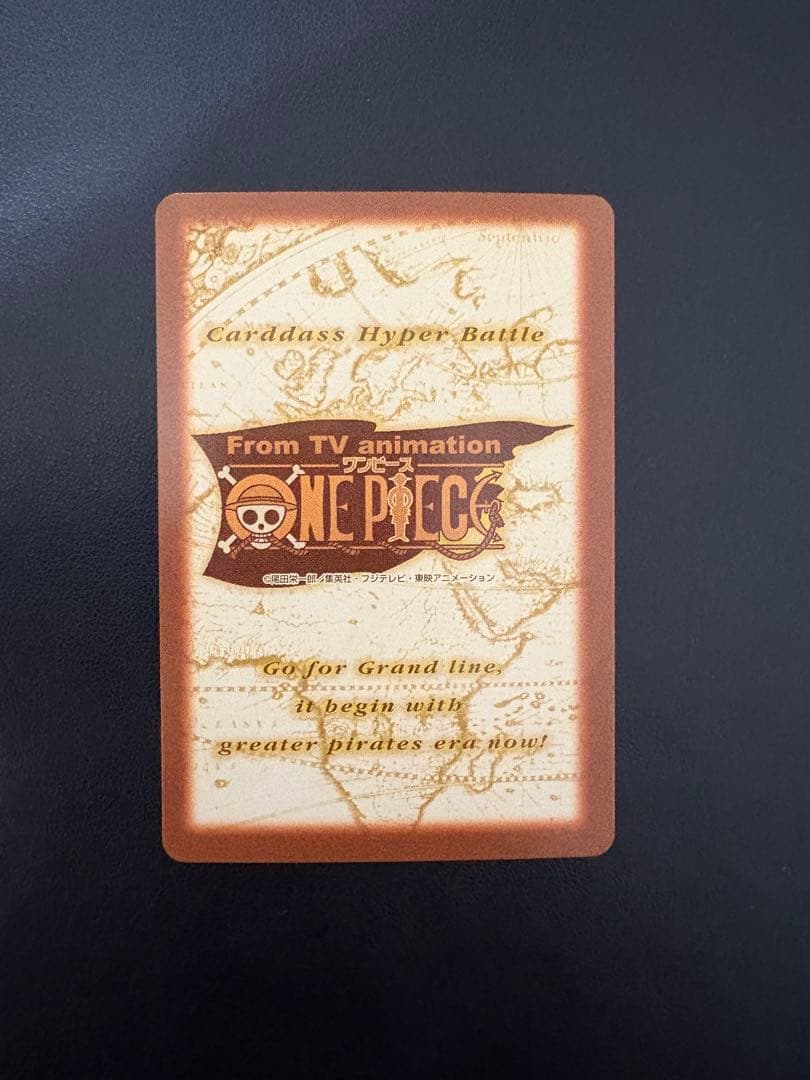 Septentrio
Carddass Hyper Battle
From TV animation
ワンピース
ONE PIECE
©尾田栄一郎／集英社・フジテレビ・東映アニメーション
Go for Grand line,
it begin with
greater pirates era now!